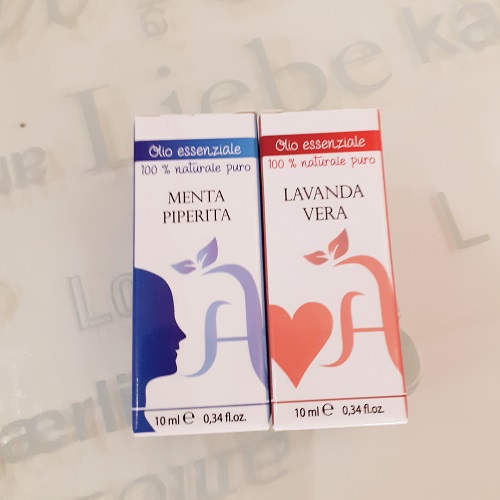 Liebe
ka
Olio essenziale
100 % naturale puro
MENTA
PIPERITA
A
10 ml e 0,34 fl.oz.
Olio essenziale
100 % naturale puro
LAVANDA
VERA
A
10 ml e 0,34 fl.oz.
L